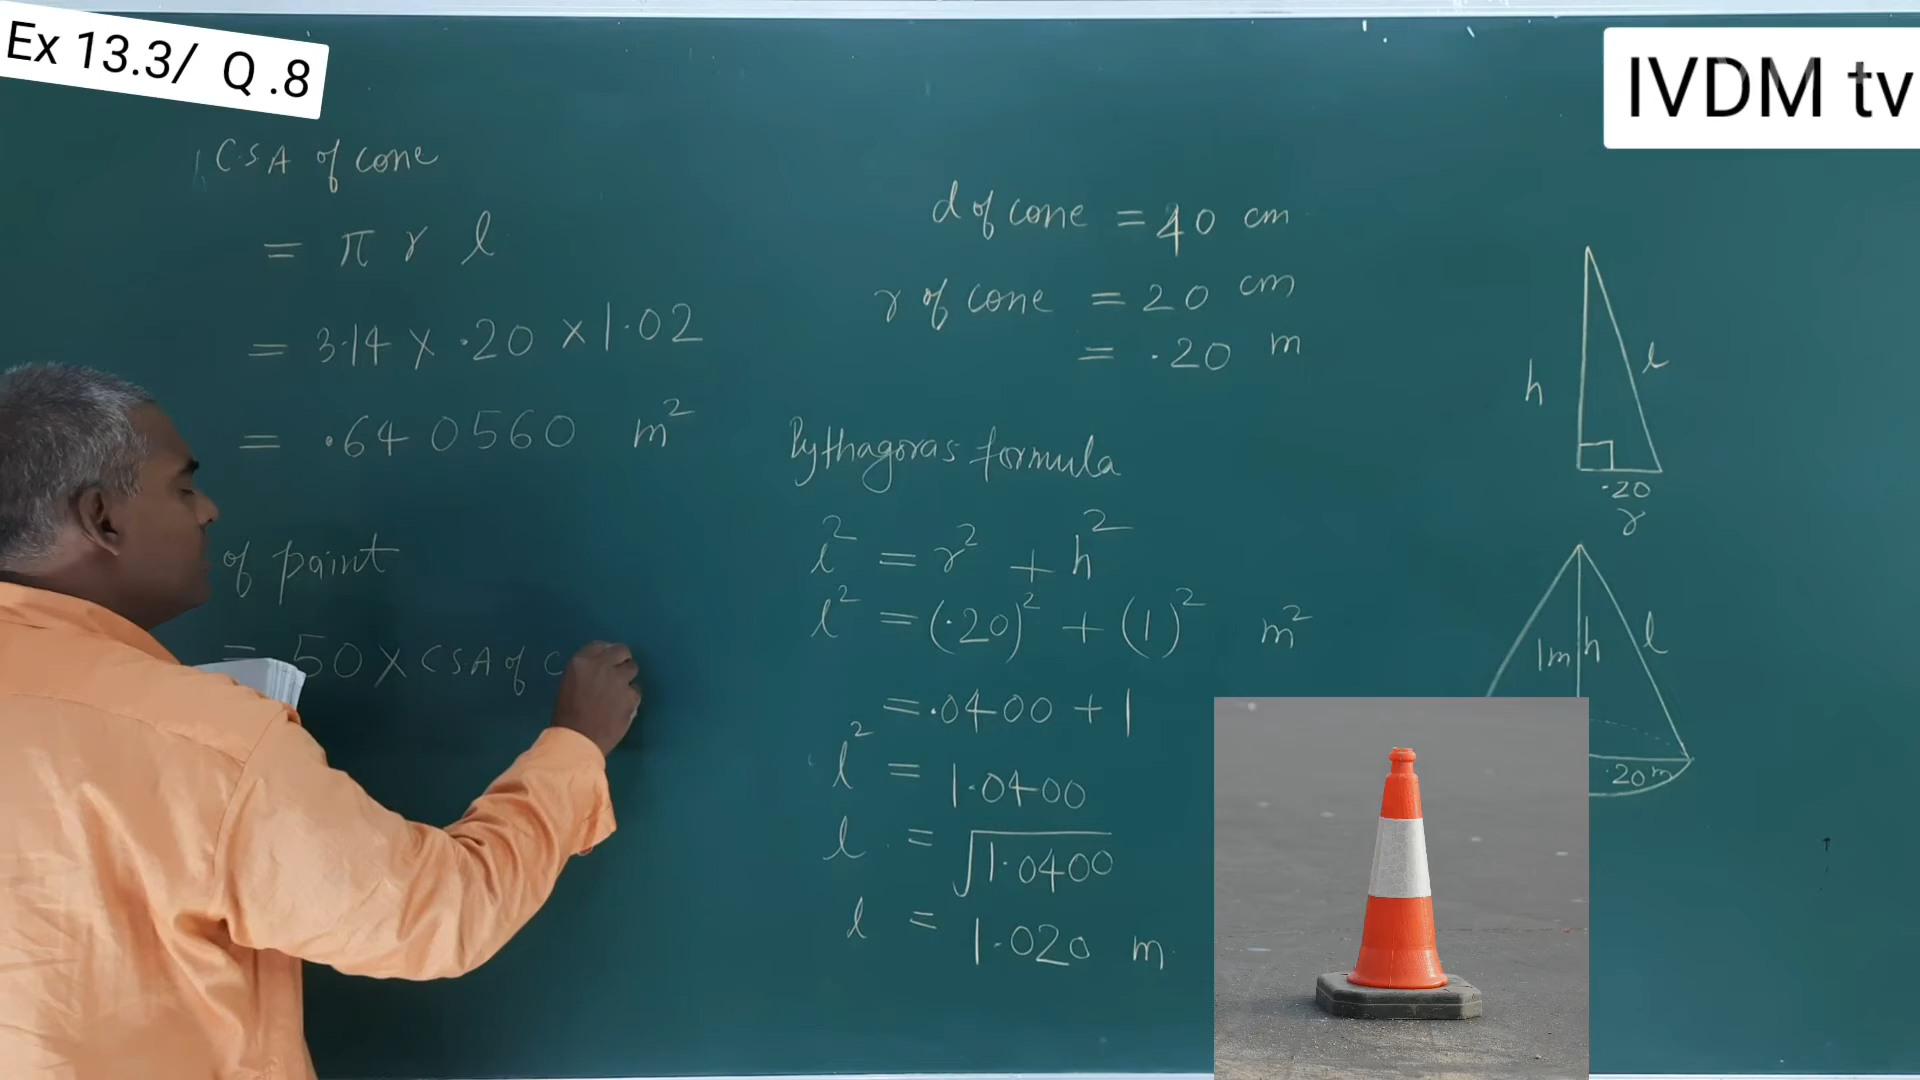 Ex 13.3/ Q .8
IVDM tv
C.S A of cone
= π r l
= 3.14 X .20 X 1.02
= .640560 m²
of paint
= 50 X CSA of c
d of cone = 40 cm
r of cone = 20 cm
= .20 m
Pythagoras formula
l² = r² + h²
l² = (.20)² + (1)² m²
= .0400 + 1
l² = 1.0400
l = √1.0400
l = 1.020 m
h l
.20
r
1m h l
.20 m